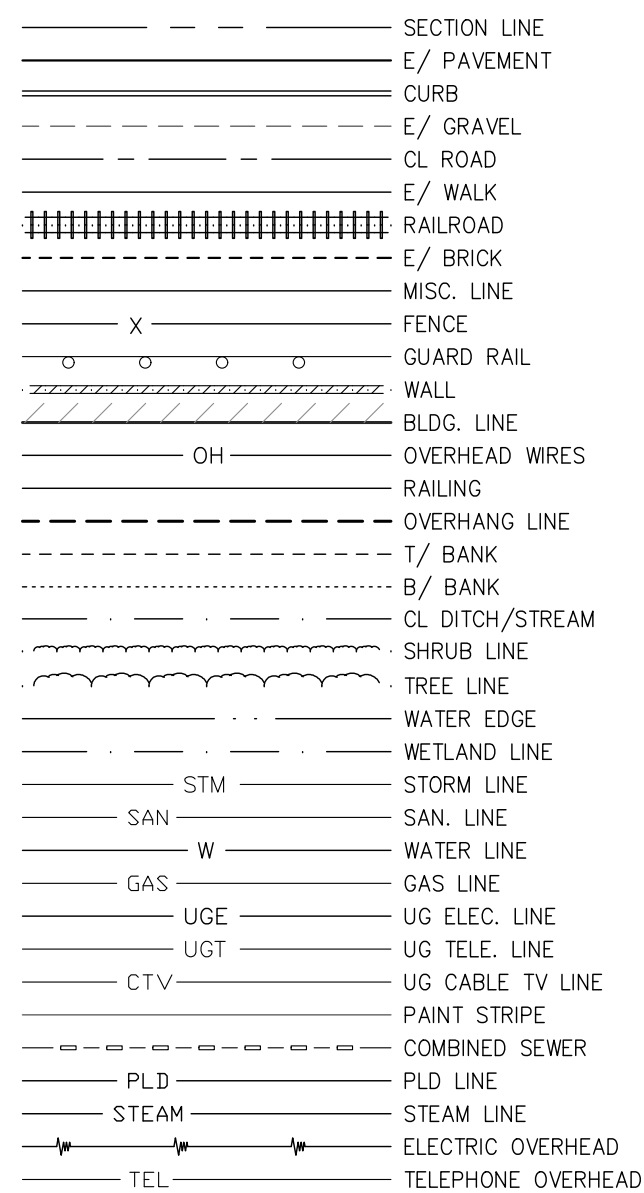 SECTION LINE
E/ PAVEMENT
CURB
E/ GRAVEL
CL ROAD
E/ WALK
RAILROAD
E/ BRICK
MISC. LINE
X FENCE
GUARD RAIL
WALL
BLDG. LINE
OH OVERHEAD WIRES
RAILING
OVERHANG LINE
T/ BANK
B/ BANK
CL DITCH/STREAM
SHRUB LINE
TREE LINE
WATER EDGE
WETLAND LINE
STM STORM LINE
SAN SAN. LINE
W WATER LINE
GAS GAS LINE
UGE UG ELEC. LINE
UGT UG TELE. LINE
CTV UG CABLE TV LINE
PAINT STRIPE
COMBINED SEWER
PLD PLD LINE
STEAM STEAM LINE
ELECTRIC OVERHEAD
TEL TELEPHONE OVERHEAD